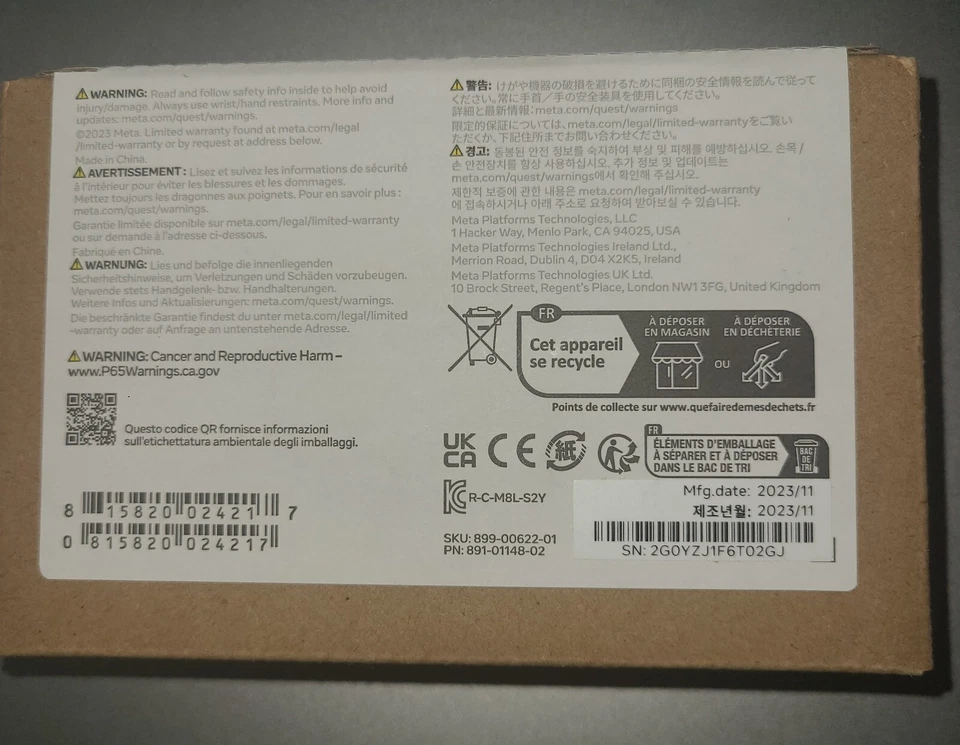 WARNING: Read and follow safety info inside to help avoid
injury/damage. Always use wrist/hand restraints. More info and
updates: meta.com/quest/warnings.
©2023 Meta. Limited warranty found at meta.com/legal
/limited-warranty or by request at address below.
Made in China.
AVERTISSEMENT : Lisez et suivez les informations de sécurité
à l'intérieur pour éviter les blessures et les dommages.
Mettez toujours les dragonnes aux poignets. Pour en savoir plus :
meta.com/quest/warnings.
Garantie limitée disponible sur meta.com/legal/limited-warranty
ou sur demande à l'adresse ci-dessous.
Fabriqué en Chine.
WARNUNG: Lies und befolge die innenliegenden
Sicherheitshinweise, um Verletzungen und Schäden vorzubeugen.
Verwende stets Handgelenk- bzw. Handhalterungen.
Weitere Infos und Aktualisierungen: meta.com/quest/warnings.
Die beschränkte Garantie findest du unter meta.com/legal/limited
-warranty oder auf Anfrage an untenstehende Adresse.
WARNING: Cancer and Reproductive Harm –
www.P65Warnings.ca.gov
Questo codice QR fornisce informazioni
sull'etichettatura ambientale degli imballaggi.
8 15820 02421 7
0 815820 024217
警告: けがや機器の破損を避けるために同梱の安全情報を読んで従って
ください。常に手首/手の安全装具を使用してください。
詳細と最新情報:meta.com/quest/warnings
限定的保証については、meta.com/legal/limited-warrantyをご覧い
ただくか、下記住所までお問い合わせください。
경고: 동봉된 안전 정보를 숙지하여 부상 및 피해를 예방하십시오. 손목 /
손 안전장치를 항상 사용하십시오. 추가 정보 및 업데이트는
meta.com/quest/warnings에서 확인해 주십시오.
제한적 보증에 관한 내용은 meta.com/legal/limited-warranty
에 접속하시거나 아래 주소로 요청하여 받아보실 수 있습니다.
Meta Platforms Technologies, LLC
1 Hacker Way, Menlo Park, CA 94025, USA
Meta Platforms Technologies Ireland Ltd.,
Merrion Road, Dublin 4, D04 X2K5, Ireland
Meta Platforms Technologies UK Ltd.
10 Brock Street, Regent's Place, London NW1 3FG, United Kingdom
FR
Cet appareil
se recycle
À DÉPOSER
EN MAGASIN
OU
À DÉPOSER
EN DÉCHÈTERIE
Points de collecte sur www.quefairedemesdechets.fr
UK
CA
CE
紙
FR
ÉLÉMENTS D'EMBALLAGE
À SÉPARER ET À DÉPOSER
DANS LE BAC DE TRI
BAC
DE
TRI
R-C-M8L-S2Y
SKU: 899-00622-01
PN: 891-01148-02
Mfg.date: 2023/11
제조년월: 2023/11
SN: 2G0YZJ1F6T02GJ